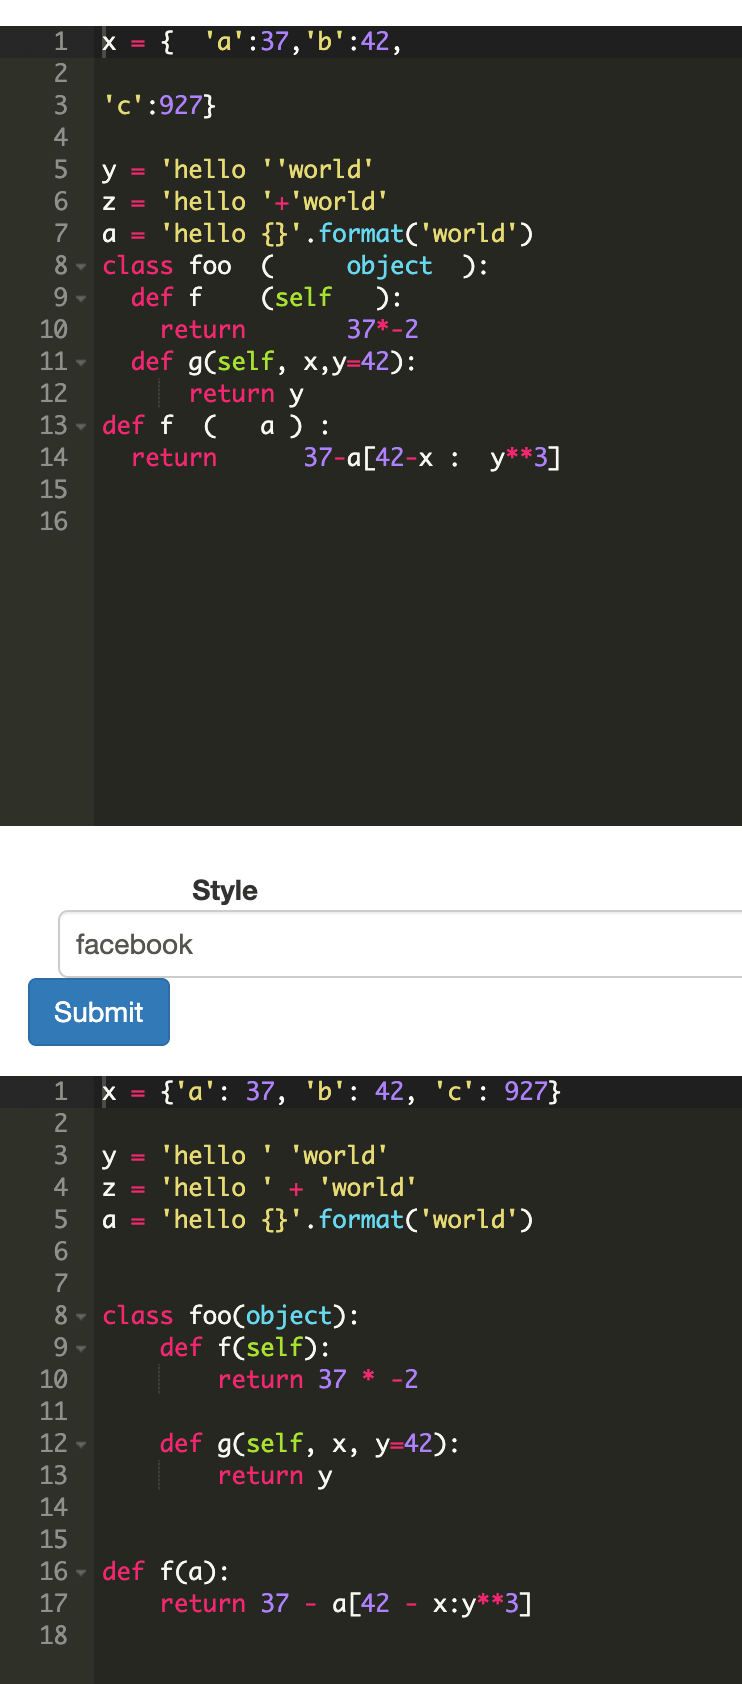 1 x = {  'a':37,'b':42,
2
3 'c':927}
4
5 y = 'hello ''world'
6 z = 'hello '+'world'
7 a = 'hello {}'.format('world')
8 class foo  (     object  ):
9   def f    (self   ):
10     return       37*-2
11   def g(self, x,y=42):
12       return y
13 def f  (   a ) :
14   return      37-a[42-x :  y**3]
15
16
Style
facebook
Submit
1 x = {'a': 37, 'b': 42, 'c': 927}
2
3 y = 'hello ' 'world'
4 z = 'hello ' + 'world'
5 a = 'hello {}'.format('world')
6
7
8 class foo(object):
9     def f(self):
10         return 37 * -2
11
12     def g(self, x, y=42):
13         return y
14
15
16 def f(a):
17     return 37 - a[42 - x:y**3]
18